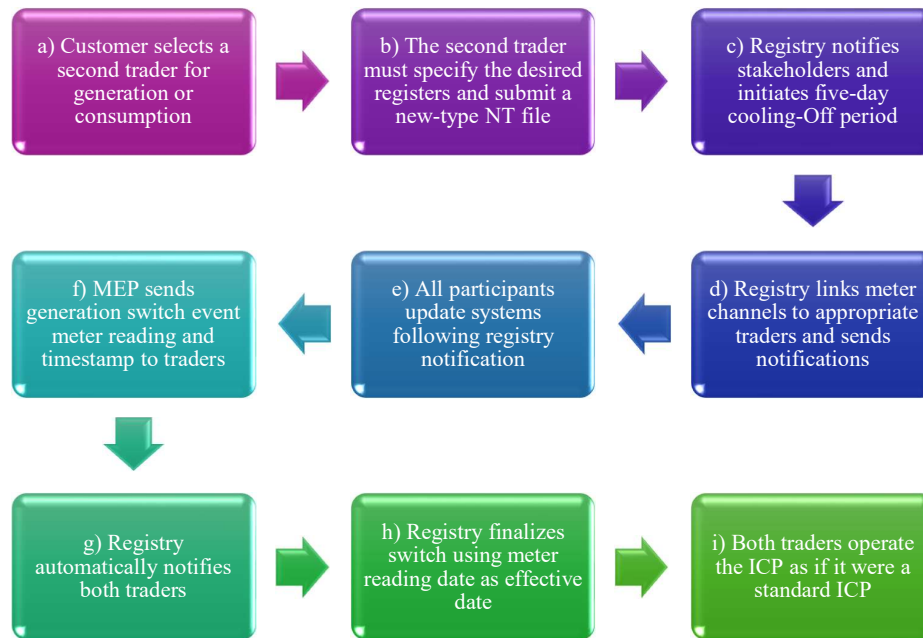 a) Customer selects a
second trader for
generation or
consumption
b) The second trader
must specify the
desired registers and
submit a
new-type NT file
c) Registry notifies
stakeholders and
initiates five-day
cooling-Off period
d) Registry links meter
channels to appropriate
traders and sends
notifications
e) All participants
update systems
following registry
notification
f) MEP sends
generation switch event
meter reading and
timestamp to traders
g) Registry
automatically notifies
both traders
h) Registry finalizes
switch using meter
reading date as effective
date
i) Both traders operate
the ICP as if it were a
standard ICP